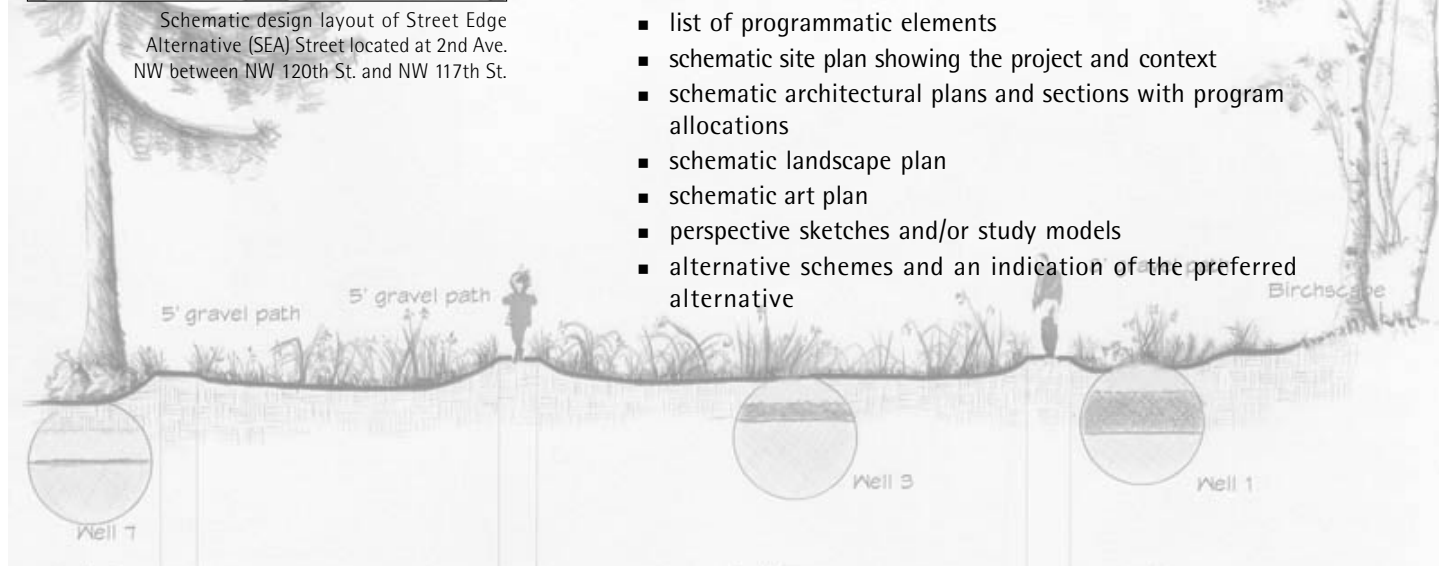 Schematic design layout of Street Edge
Alternative (SEA) Street located at 2nd Ave.
NW between NW 120th St. and NW 117th St.
▪ list of programmatic elements
▪ schematic site plan showing the project and context
▪ schematic architectural plans and sections with program
allocations
▪ schematic landscape plan
▪ schematic art plan
▪ perspective sketches and/or study models
▪ alternative schemes and an indication of the preferred
alternative
5' gravel path
5' gravel path
gravel path
Birchscape
Well 7
Well 3
Well 1